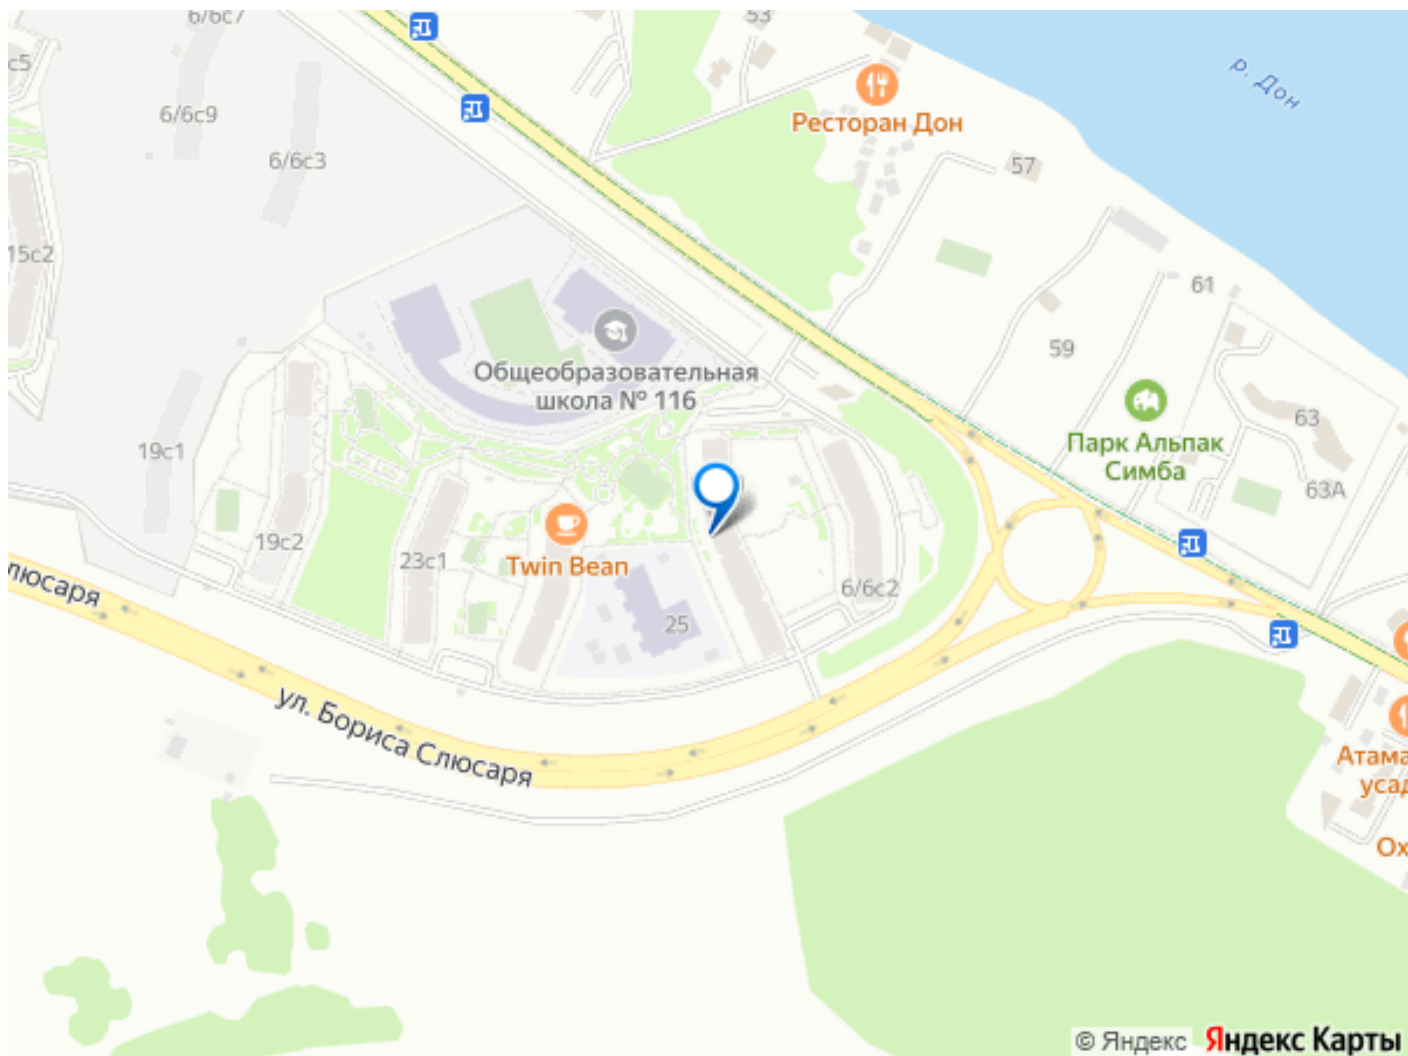 6/6с7
53
с5
р. Дон
Ресторан Дон
6/6с9
6/6с3
57
15с2
61
59
Общеобразовательная
школа № 116
63
Парк Альпак
Симба
63А
19с1
19с2
23с1
Twin Bean
6/6с2
25
люсаря
ул. Бориса Слюсаря
Атама
усад
Ох
© Яндекс
Яндекс Карты